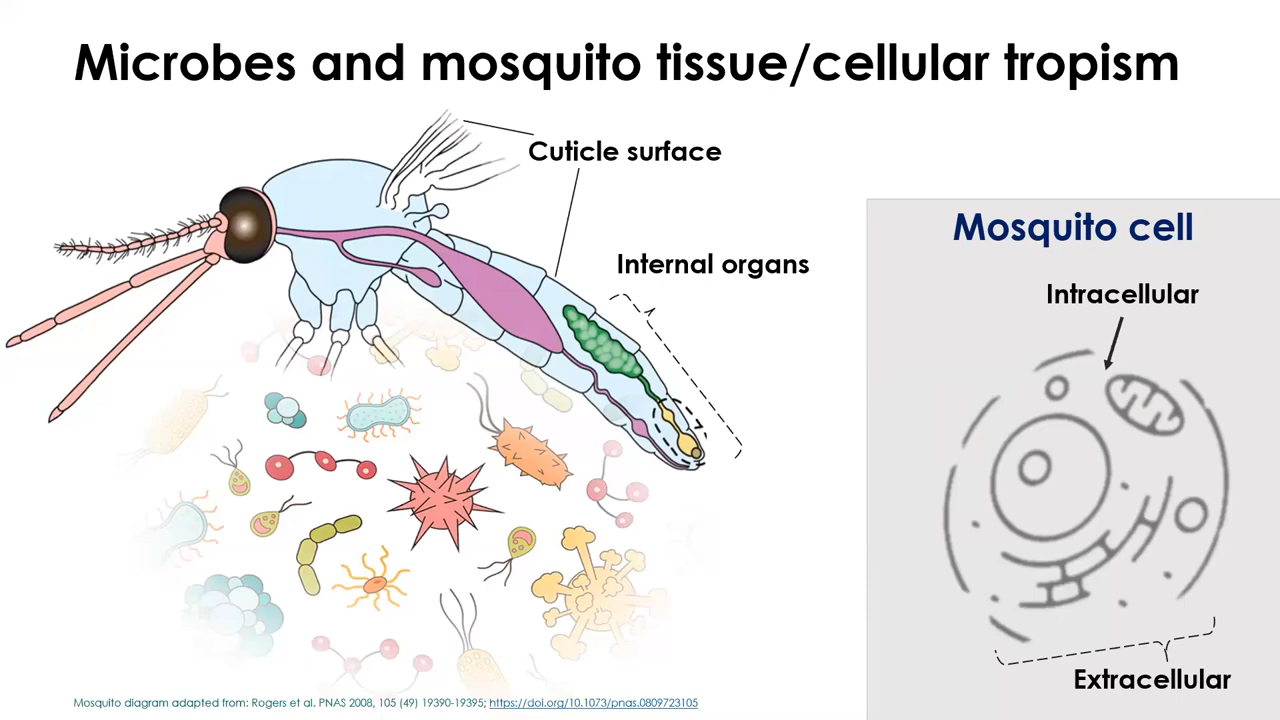 Microbes and mosquito tissue/cellular tropism
Cuticle surface
Internal organs
Mosquito cell
Intracellular
Extracellular
Mosquito diagram adapted from: Rogers et al. PNAS 2008, 105 (49) 19390-19395; https://doi.org/10.1073/pnas.0809723105